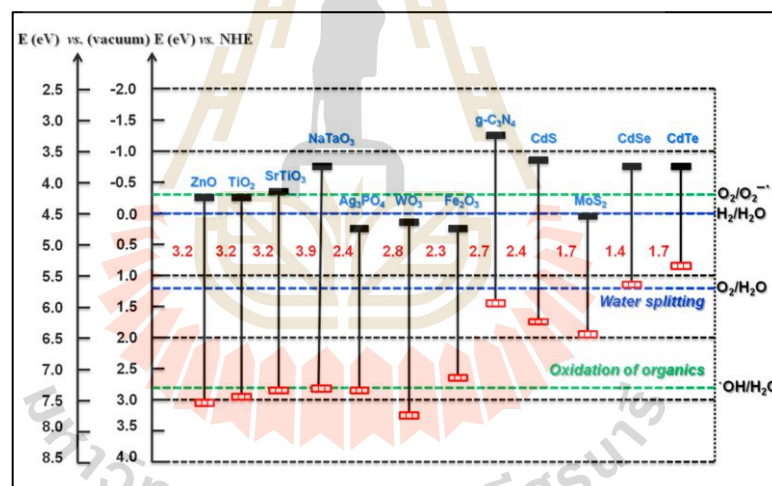 E (eV) vs. (vacuum) E (eV) vs. NHE
2.5 -2.0
3.0 -1.5
3.5 -1.0
4.0 -0.5
4.5 0.0
5.0 0.5
5.5 1.0
6.0 1.5
6.5 2.0
7.0 2.5
7.5 3.0
8.0 3.5
8.5 4.0
ZnO TiO₂ SrTiO₃ NaTaO₃ Ag₃PO₄ WO₃ Fe₂O₃ g-C₃N₄ CdS MoS₂ CdSe CdTe
3.2 3.2 3.2 3.9 2.4 2.8 2.3 2.7 2.4 1.7 1.4 1.7
O₂/O₂⁻˙
H₂/H₂O
O₂/H₂O
Water splitting
Oxidation of organics
˙OH/H₂O